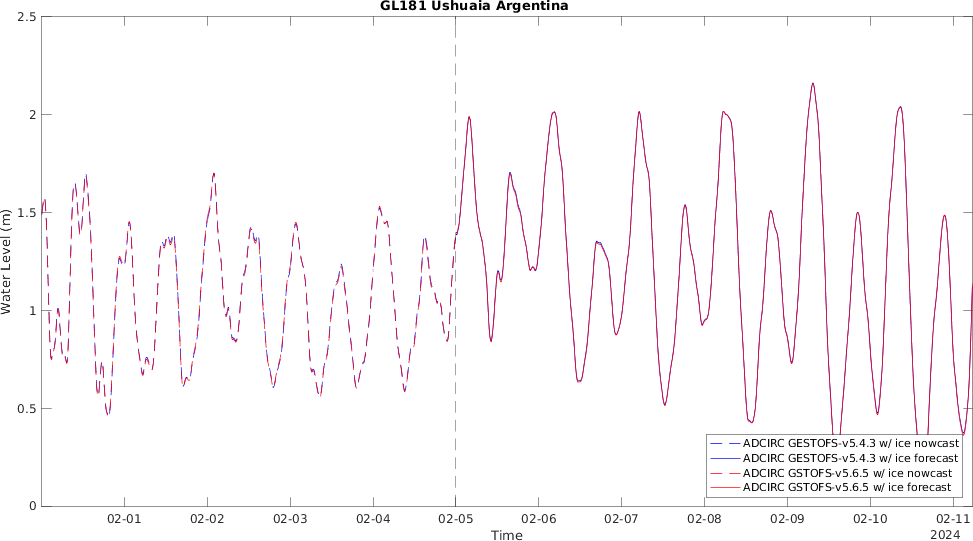 GL181 Ushuaia Argentina
2.5
2
1.5
1
0.5
0
Water Level (m)
ADCIRC GESTOFS-v5.4.3 w/ ice nowcast
ADCIRC GESTOFS-v5.4.3 w/ ice forecast
ADCIRC GSTOFS-v5.6.5 w/ ice nowcast
ADCIRC GSTOFS-v5.6.5 w/ ice forecast
02-01 02-02 02-03 02-04 02-05 02-06 02-07 02-08 02-09 02-10 02-11
Time 2024